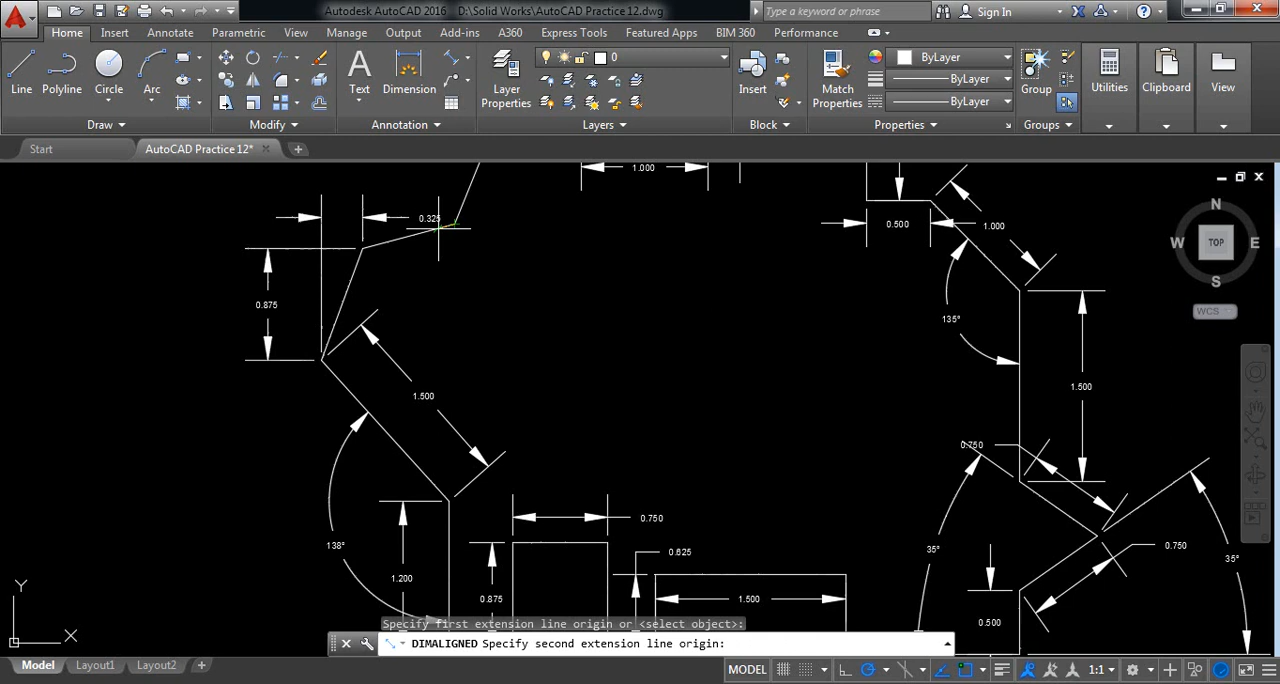 Autodesk AutoCAD 2016 D:\Solid Works\AutoCAD Practice 12.dwg
Type a keyword or phrase
Sign In
Home Insert Annotate Parametric View Manage Output Add-ins A360 Express Tools Featured Apps BIM 360 Performance
Line Polyline Circle Arc
Text Dimension
Layer
Properties
0
Insert
Match
Properties
ByLayer
ByLayer
ByLayer
Group
Utilities Clipboard View
Draw Modify Annotation Layers Block Properties Groups
Start AutoCAD Practice 12*
1.000
0.325
0.500
1.000
N
W TOP E
S
WCS
0.875
135°
1.500
1.500
0.750
0.750
0.625
35°
0.750
35°
138°
1.200
0.875
1.500
0.500
Y
X
Specify first extension line origin or <select object>:
DIMALIGNED Specify second extension line origin:
Model Layout1 Layout2
MODEL 1:1